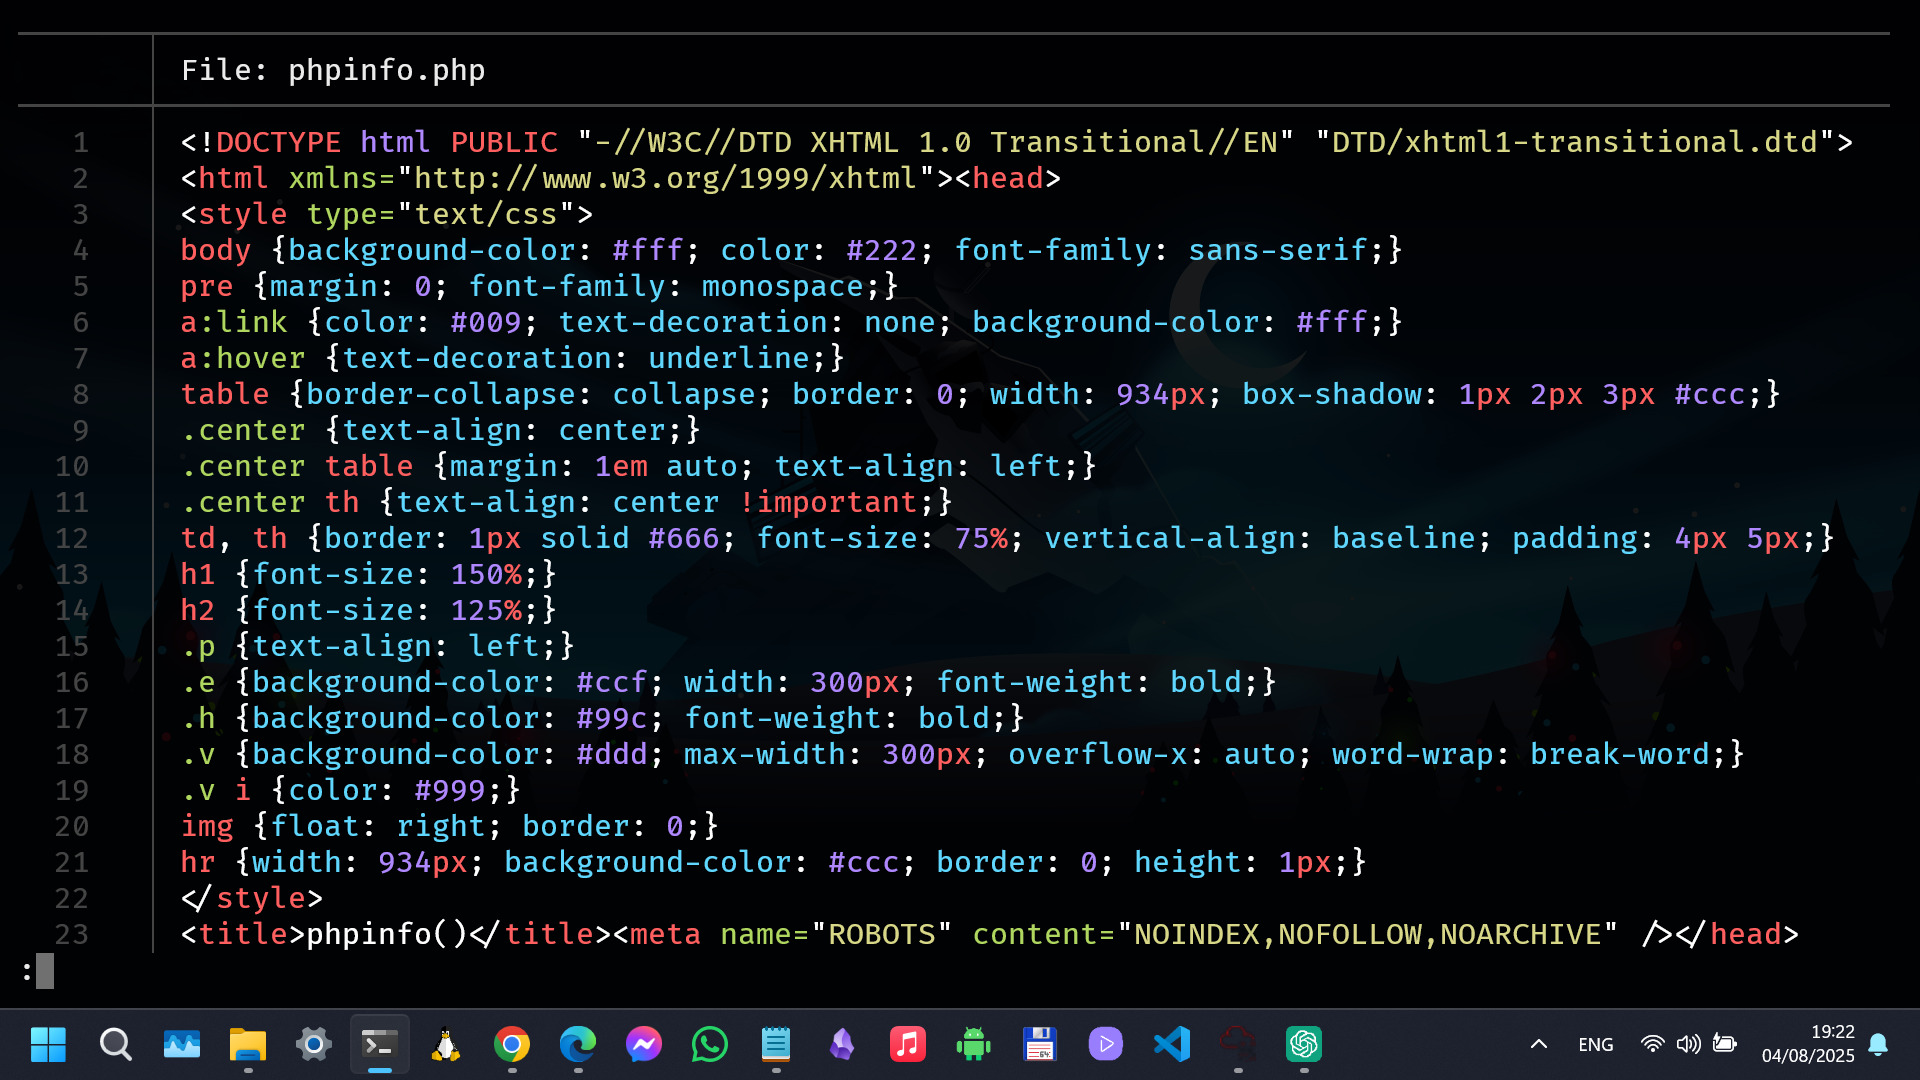 File: phpinfo.php
1 <!DOCTYPE html PUBLIC "-//W3C//DTD XHTML 1.0 Transitional//EN" "DTD/xhtml1-transitional.dtd">
2 <html xmlns="http://www.w3.org/1999/xhtml"><head>
3 <style type="text/css">
4 body {background-color: #fff; color: #222; font-family: sans-serif;}
5 pre {margin: 0; font-family: monospace;}
6 a:link {color: #009; text-decoration: none; background-color: #fff;}
7 a:hover {text-decoration: underline;}
8 table {border-collapse: collapse; border: 0; width: 934px; box-shadow: 1px 2px 3px #ccc;}
9 .center {text-align: center;}
10 .center table {margin: 1em auto; text-align: left;}
11 .center th {text-align: center !important;}
12 td, th {border: 1px solid #666; font-size: 75%; vertical-align: baseline; padding: 4px 5px;}
13 h1 {font-size: 150%;}
14 h2 {font-size: 125%;}
15 .p {text-align: left;}
16 .e {background-color: #ccf; width: 300px; font-weight: bold;}
17 .h {background-color: #99c; font-weight: bold;}
18 .v {background-color: #ddd; max-width: 300px; overflow-x: auto; word-wrap: break-word;}
19 .v i {color: #999;}
20 img {float: right; border: 0;}
21 hr {width: 934px; background-color: #ccc; border: 0; height: 1px;}
22 </style>
23 <title>phpinfo()</title><meta name="ROBOTS" content="NOINDEX,NOFOLLOW,NOARCHIVE" /></head>
:
64
ENG
19:22
04/08/2025